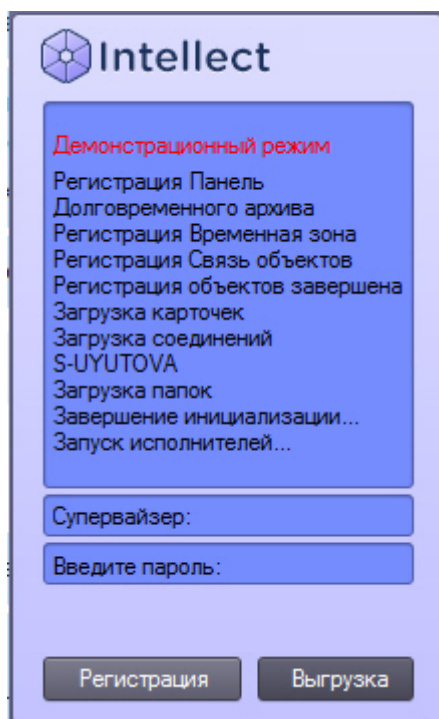 Intellect
Демонстрационный режим
Регистрация Панель
Долговременного архива
Регистрация Временная зона
Регистрация Связь объектов
Регистрация объектов завершена
Загрузка карточек
Загрузка соединений
S-UYUTOVA
Загрузка папок
Завершение инициализации...
Запуск исполнителей...
Супервайзер:
Введите пароль:
Регистрация
Выгрузка